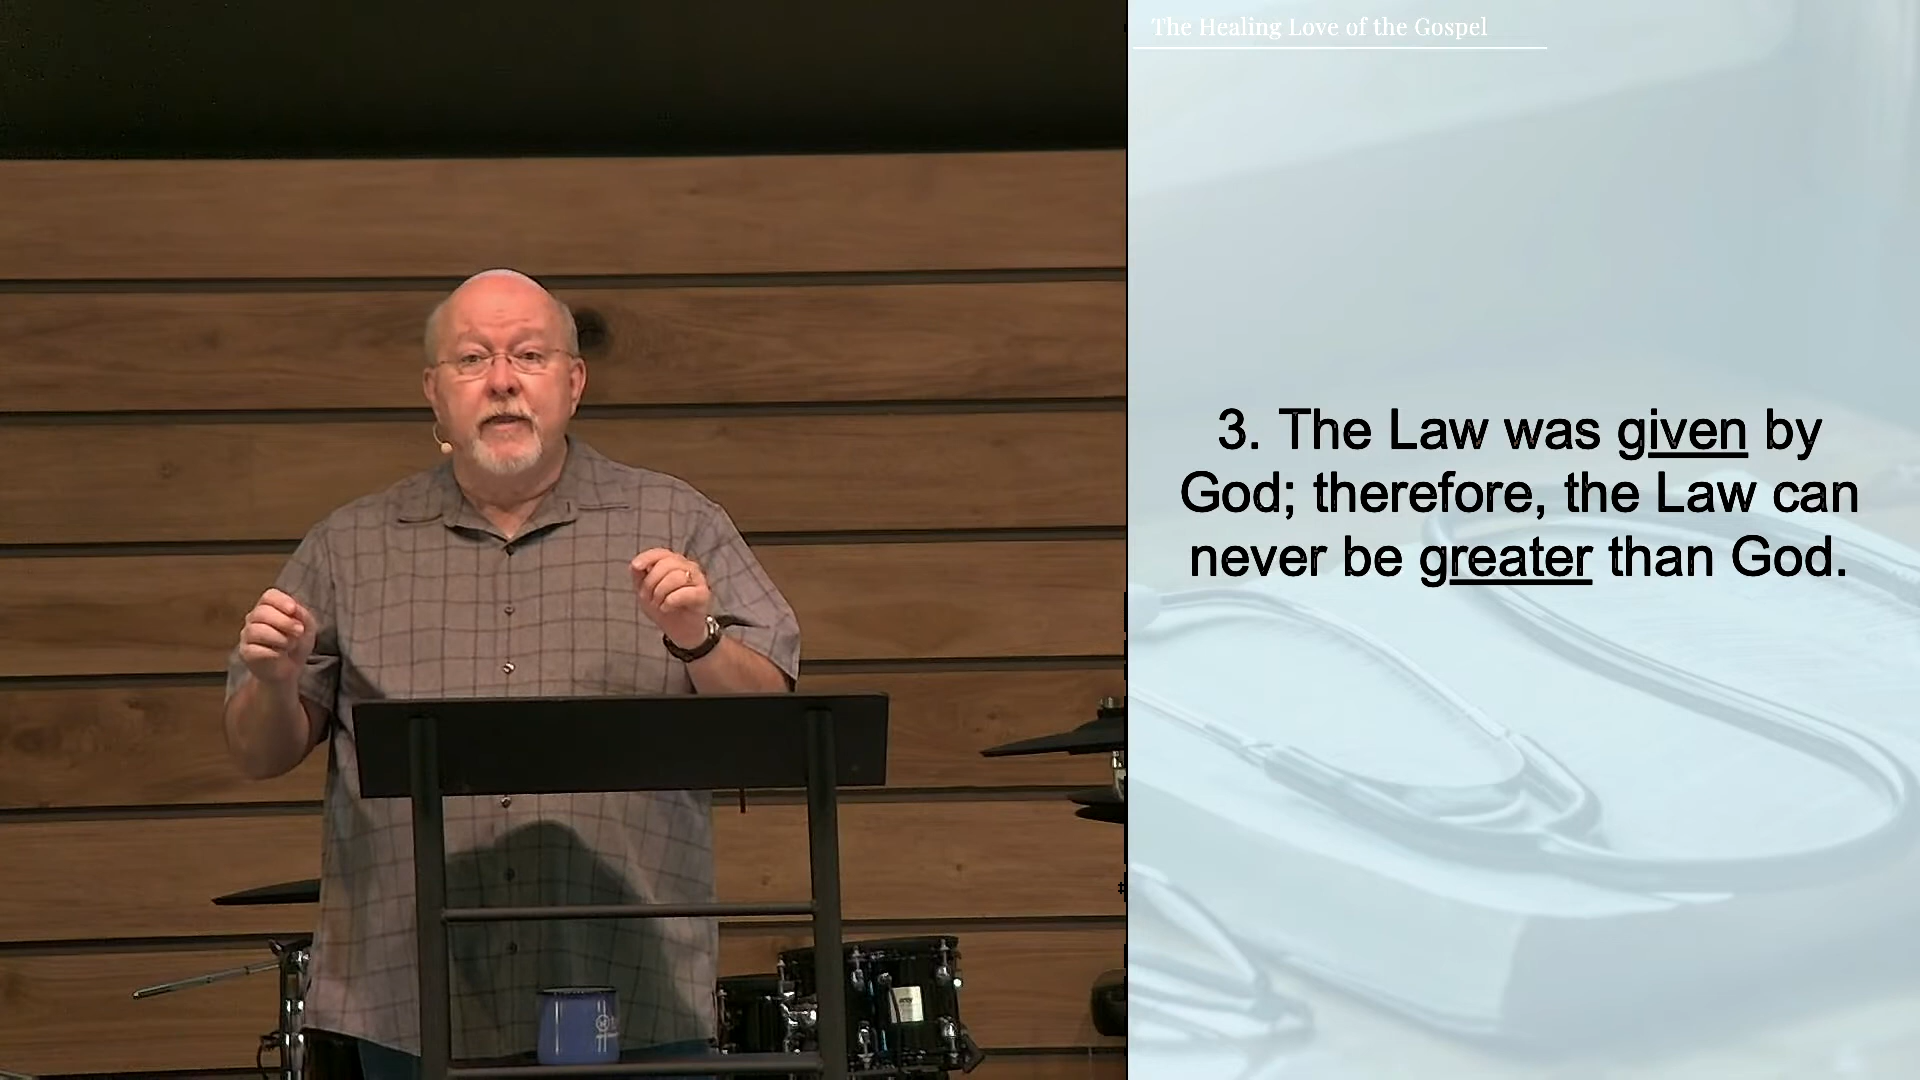 The Healing Love of the Gospel
3. The Law was given by
God; therefore, the Law can
never be greater than God.